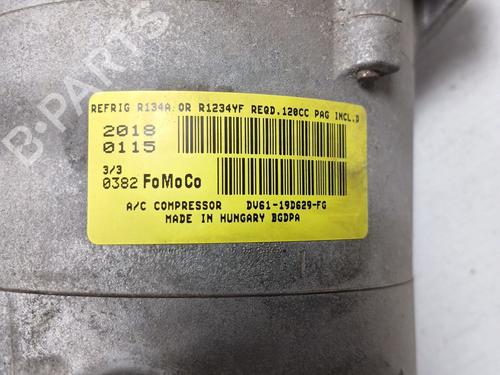 B-PARTS
REFRIG R134A OR R1234YF REQD.120CC PAG INCL.D
2018
0115
3/3
0382 FoMoCo
A/C COMPRESSOR DV61-19D629-FG
MADE IN HUNGARY BGDPA